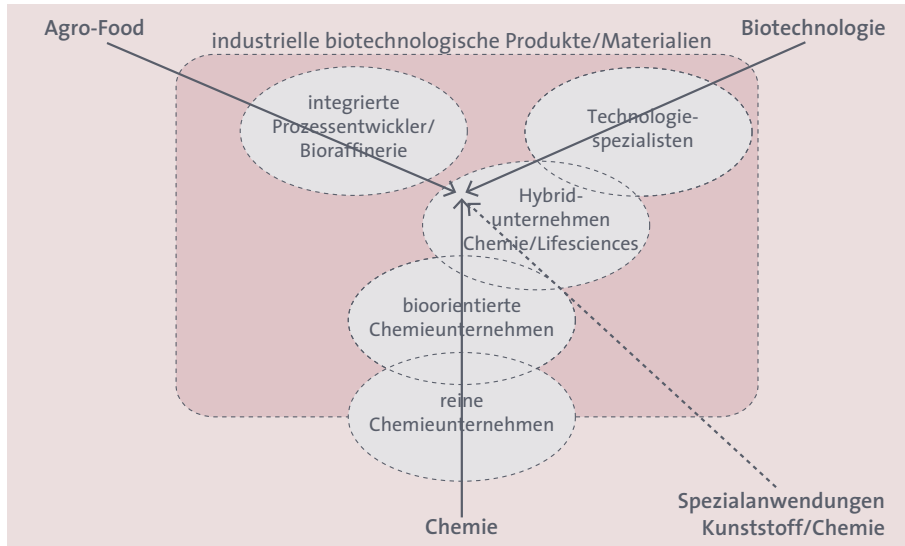 Agro-Food
Biotechnologie
industrielle biotechnologische Produkte/Materialien
integrierte
Prozessentwickler/
Bioraffinerie
Technologie-
spezialisten
Hybrid-
unternehmen
Chemie/Lifesciences
bioorientierte
Chemieunternehmen
reine
Chemieunternehmen
Chemie
Spezialanwendungen
Kunststoff/Chemie